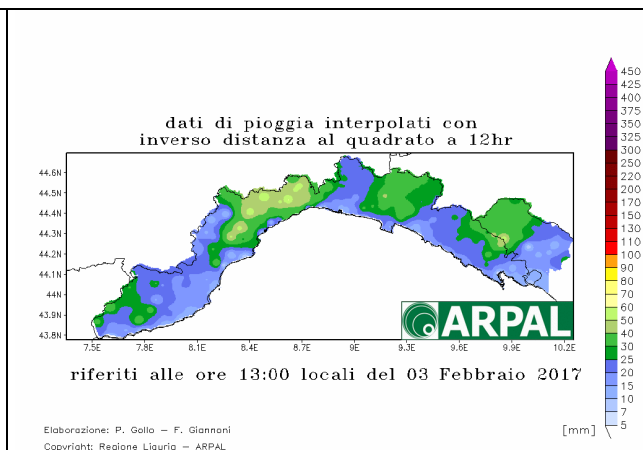 dati di pioggia interpolati con
inverso distanza al quadrato a 12hr
44.6N
44.5N
44.4N
44.3N
44.2N
44.1N
44N
43.9N
43.8N
7.5E 7.8E 8.1E 8.4E 8.7E 9E 9.3E 9.6E 9.9E 10.2E
ARPAL
riferiti alle ore 13:00 locali del 03 Febbraio 2017
450
425
400
375
325
300
250
200
170
150
130
110
100
90
80
70
60
50
40
30
25
20
15
10
7
5
[mm]
Elaborazione: P. Gollo – F. Giannoni
Copyright: Regione Liguria – ARPAL